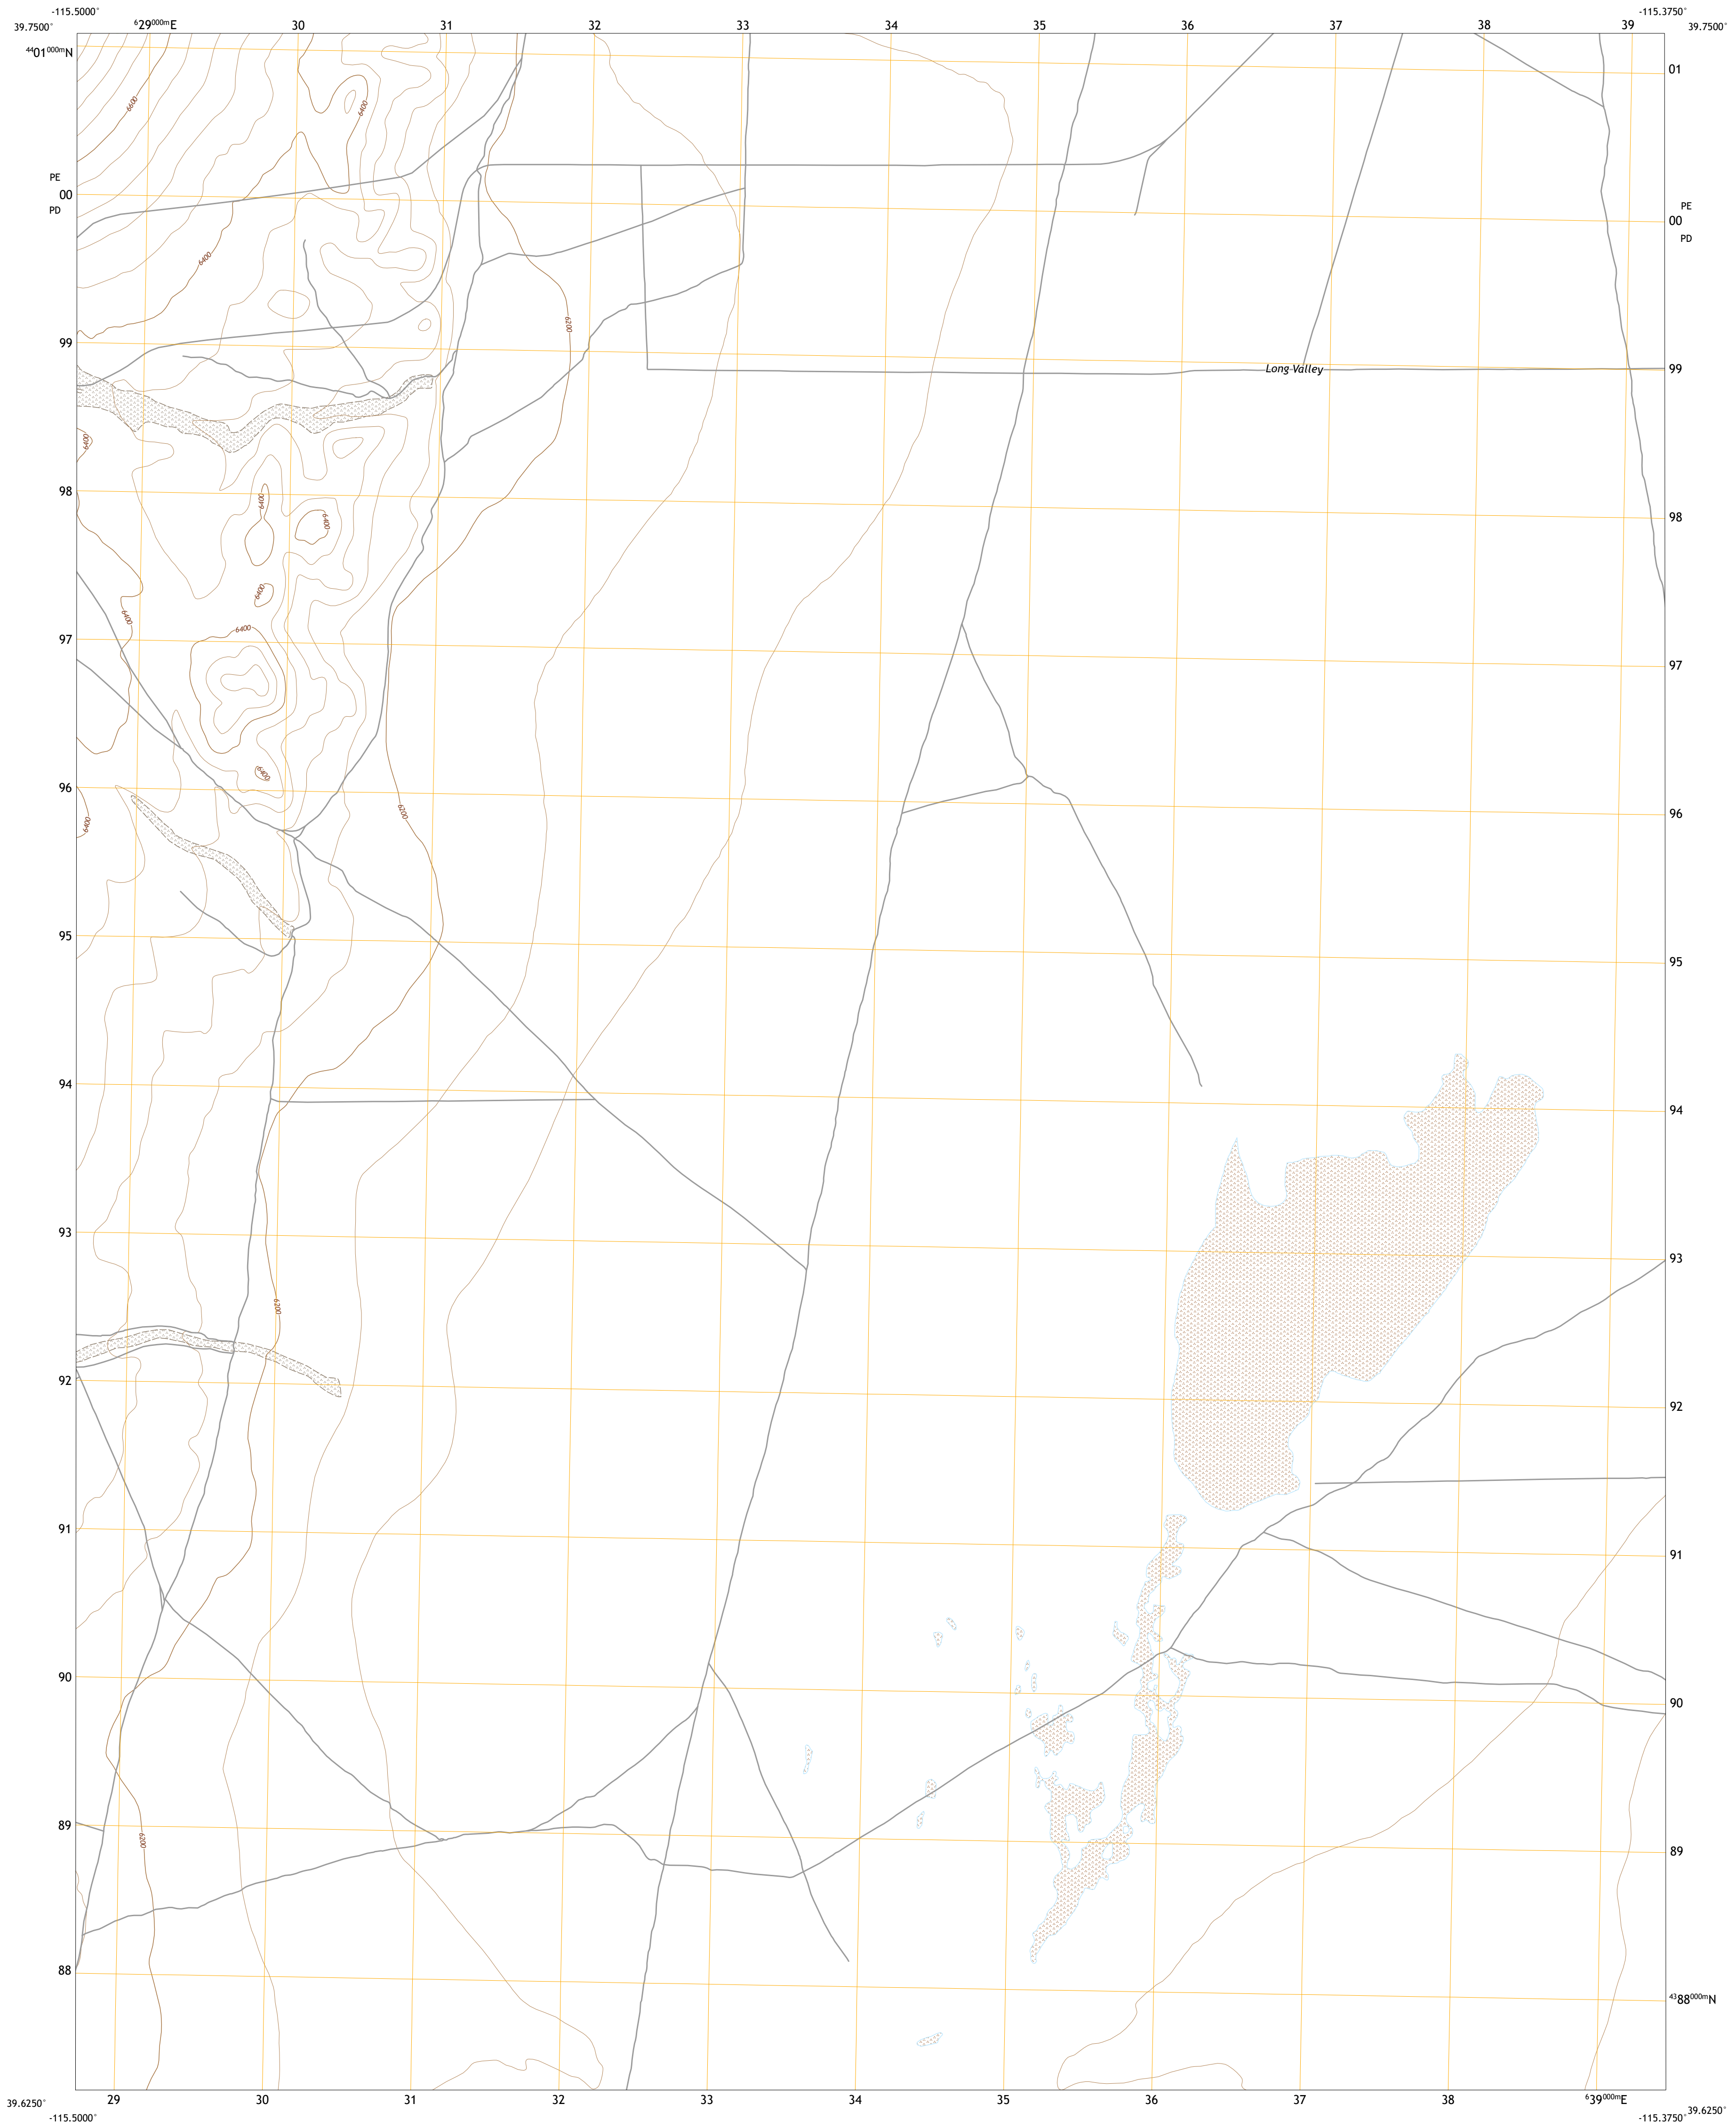 -115.5000° -115.3750°
39.7500° ⁶29⁰⁰⁰ᵐE 30 31 32 33 34 35 36 37 38 39 39.7500°
⁴⁴01⁰⁰⁰ᵐN 01
6600 6400
PE
00 PE
PD 00
PD
6400
6200
99 99
Long Valley
6400
98 98
6400 6400
6400
6400 6400
97 97
6400
96 96
6200
6400
95 95
94 94
93 93
6200
92 92
91 91
90 90
89 89
6200
88 ⁴³88⁰⁰⁰ᵐN
39.6250° 29 30 31 32 33 34 35 36 37 38 ⁶39⁰⁰⁰ᵐE 39.6250°
-115.5000° -115.3750°